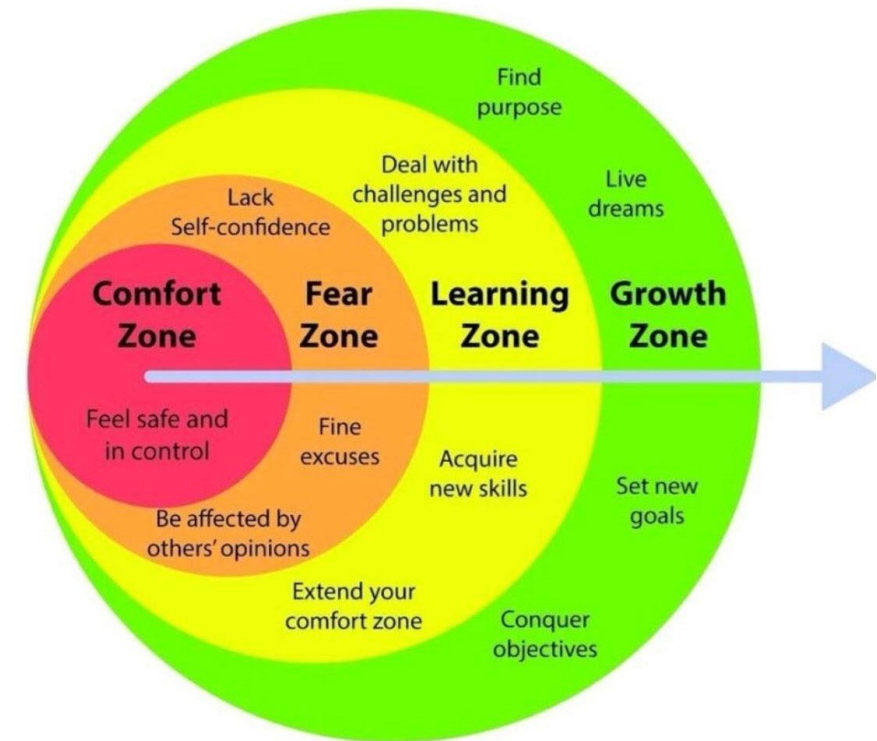 Find
purpose
Live
dreams
Deal with
challenges and
problems
Lack
Self-confidence
Comfort
Zone
Fear
Zone
Learning
Zone
Growth
Zone
Feel safe and
in control
Fine
excuses
Acquire
new skills
Set new
goals
Be affected by
others’ opinions
Extend your
comfort zone
Conquer
objectives